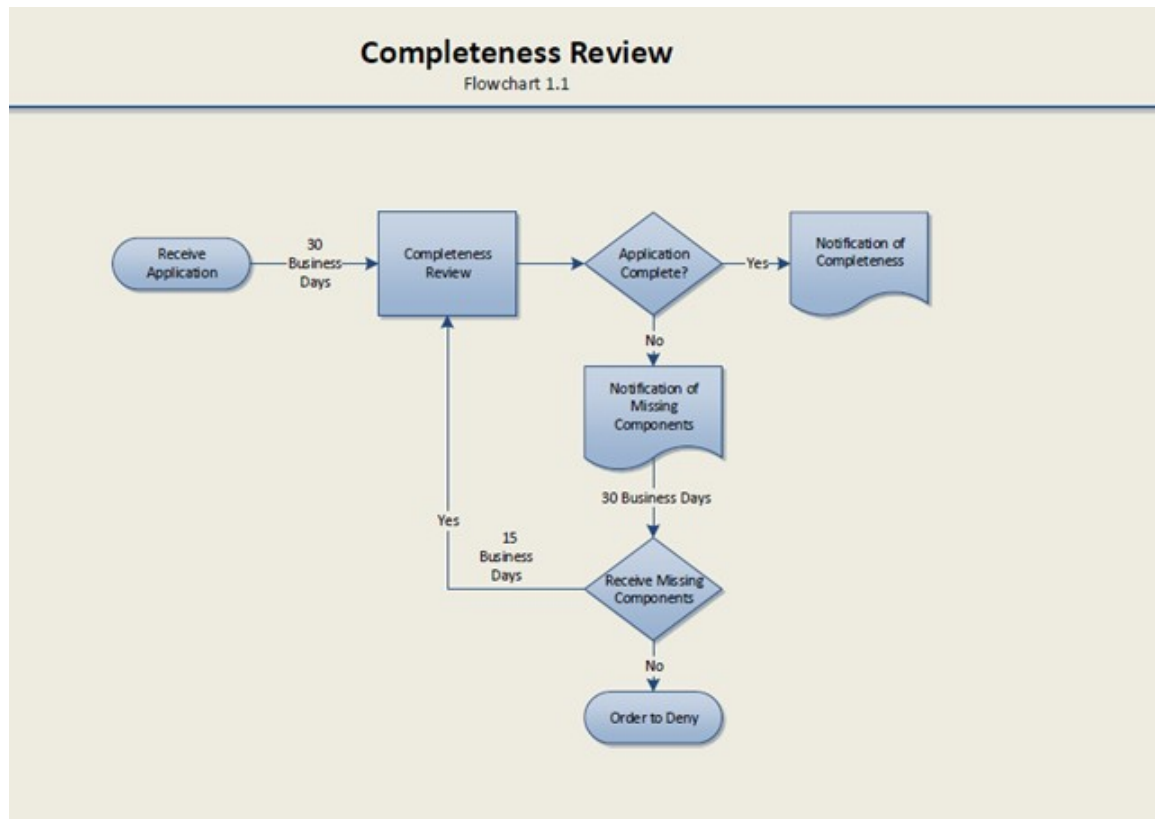 Completeness Review
Flowchart 1.1
Receive
Application
30
Business
Days
Completeness
Review
Application
Complete?
Yes
Notification of
Completeness
No
Notification of
Missing
Components
30 Business Days
Yes
15
Business
Days
Receive Missing
Components
No
Order to Deny